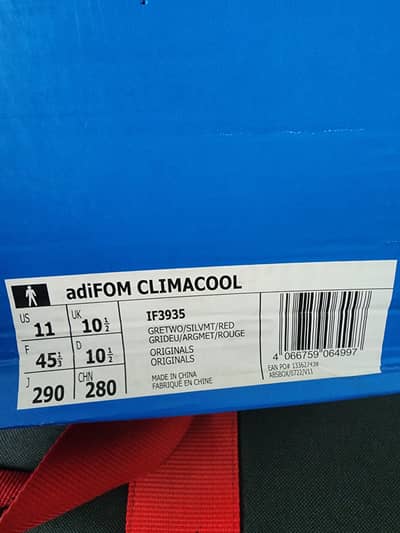 adiFOM CLIMACOOL
US 11 UK 10½
F 45⅓ D 10½
J 290 CHN 280
IF3935
GRETWO/SILVMT/RED
GRIDEU/ARGMET/ROUGE
ORIGINALS
ORIGINALS
MADE IN CHINA
FABRIQUÉ EN CHINE
4 066759 064997